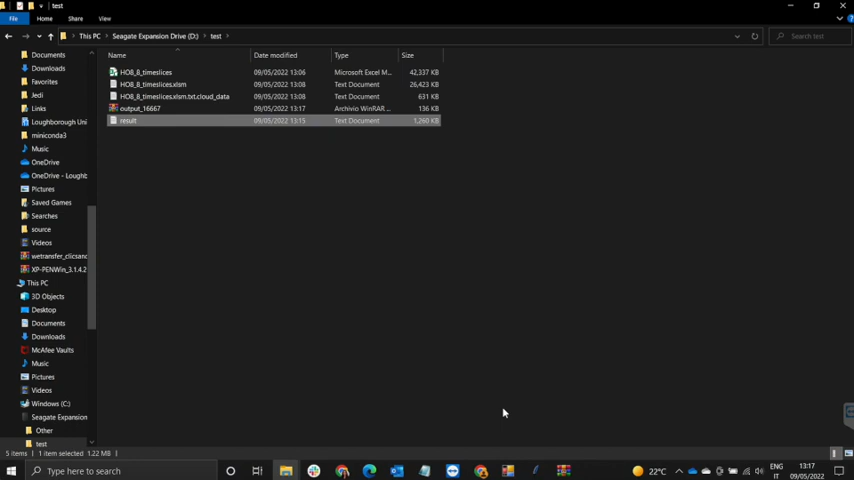 test
File
Home
Share
View
This PC
Seagate Expansion Drive (D:)
test
Search test
Name
Date modified
Type
Size
HO8_8_timeslices
09/05/2022 13:06
Microsoft Excel M...
42,337 KB
HO8_8_timeslices.xlsm
09/05/2022 13:08
Text Document
26,423 KB
HO8_8_timeslices.xlsm.txt.cloud_data
09/05/2022 13:08
Text Document
631 KB
output_16667
09/05/2022 13:17
Archivio WinRAR ...
136 KB
result
09/05/2022 13:15
Text Document
1,260 KB
Documents
Downloads
Favorites
Jedi
Links
Loughborough Uni
miniconda3
Music
OneDrive
OneDrive - Loughb
Pictures
Saved Games
Searches
source
Videos
wetransfer_clicsanc
XP-PENWin_3.1.4.2
This PC
3D Objects
Desktop
Documents
Downloads
McAfee Vaults
Music
Pictures
Videos
Windows (C:)
Seagate Expansion
Other
test
5 items
1 item selected 1.22 MB
Type here to search
22°C
ENG
IT
13:17
09/05/2022